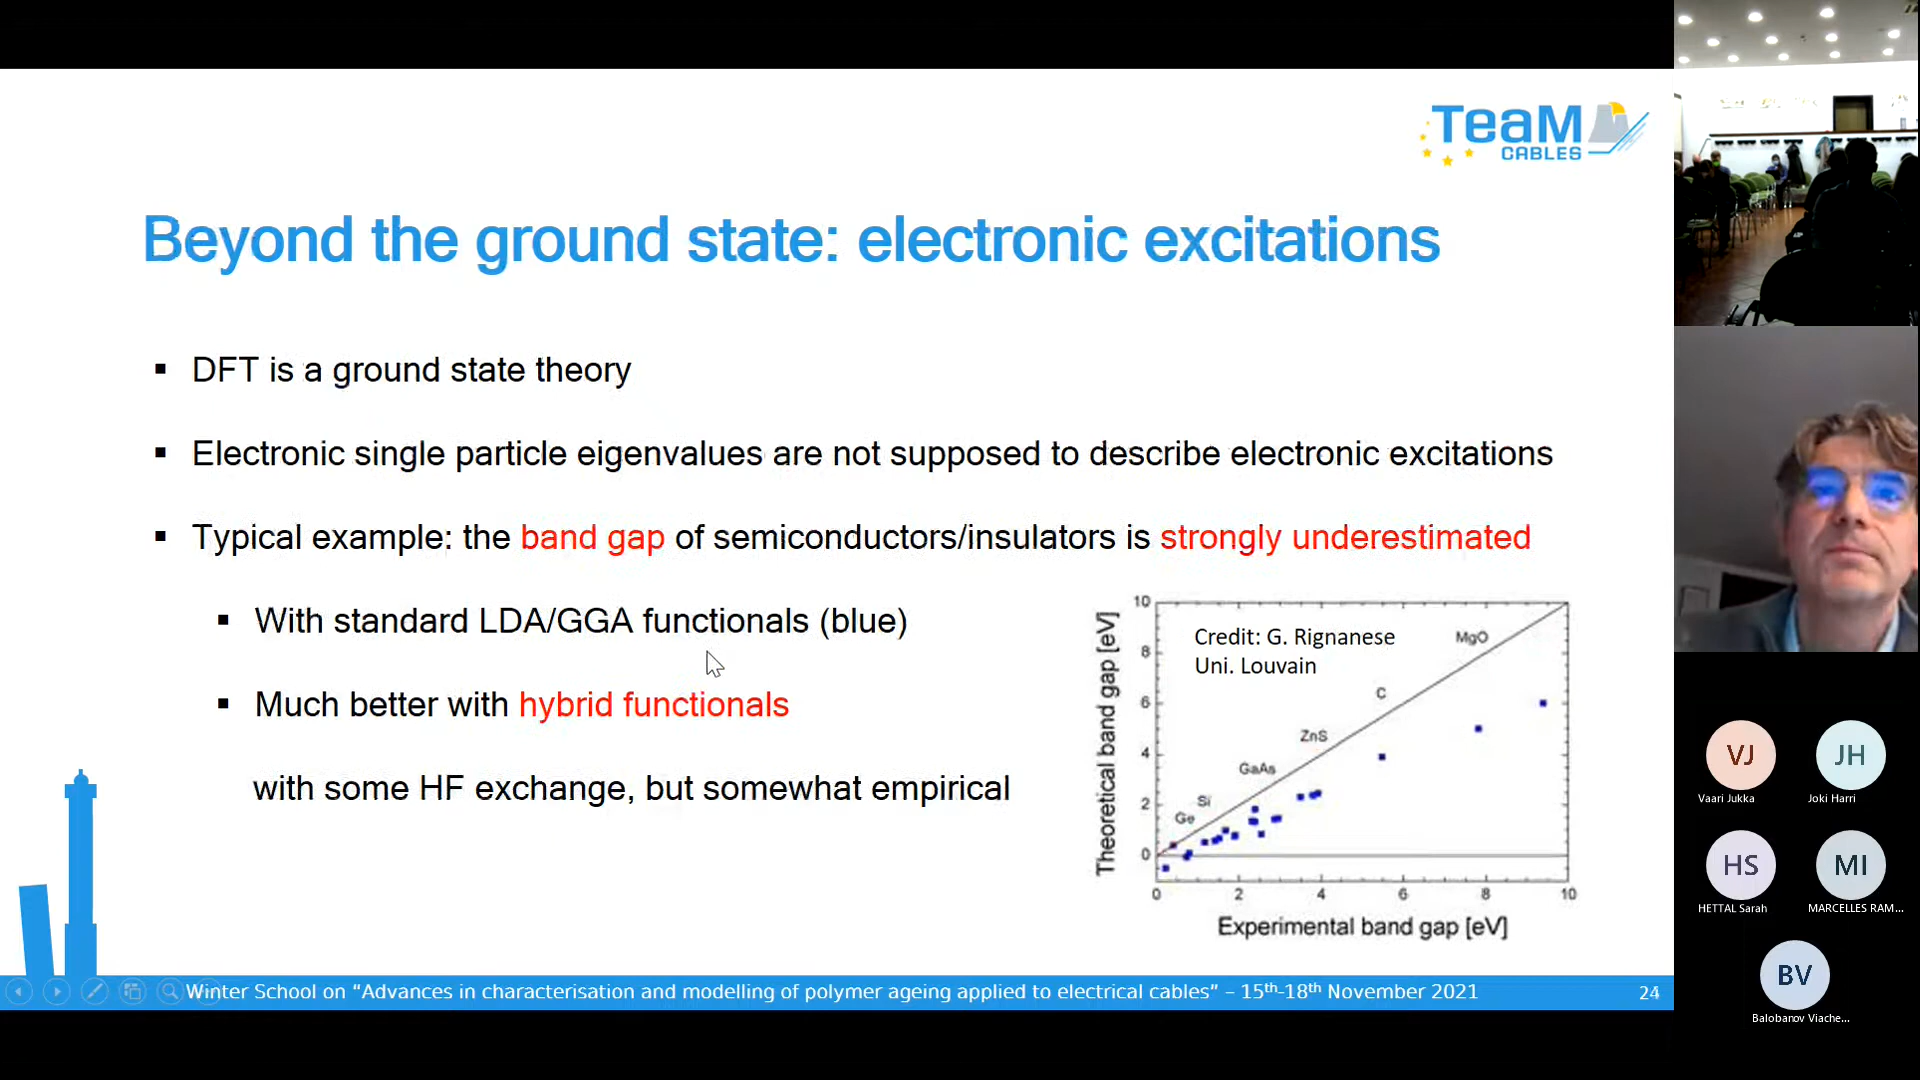 TeaM
CABLES
Beyond the ground state: electronic excitations
▪ DFT is a ground state theory
▪ Electronic single particle eigenvalues are not supposed to describe electronic excitations
▪ Typical example: the band gap of semiconductors/insulators is strongly underestimated
▪ With standard LDA/GGA functionals (blue)
▪ Much better with hybrid functionals
with some HF exchange, but somewhat empirical
Credit: G. Rignanese
Uni. Louvain
MgO
C
ZnS
GaAs
Si
Ge
10
8
6
4
2
0
Theoretical band gap [eV]
0 2 4 6 8 10
Experimental band gap [eV]
Winter School on “Advances in characterisation and modelling of polymer ageing applied to electrical cables” – 15th-18th November 2021
24
VJ
Vaari Jukka
JH
Joki Harri
HS
HETTAL Sarah
MI
MARCELLES RAM...
BV
Balobanov Viache...